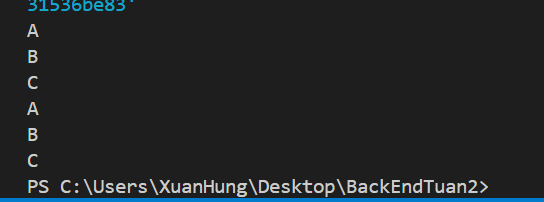 31536be83'
A
B
C
A
B
C
PS C:\Users\XuanHung\Desktop\BackEndTuan2>